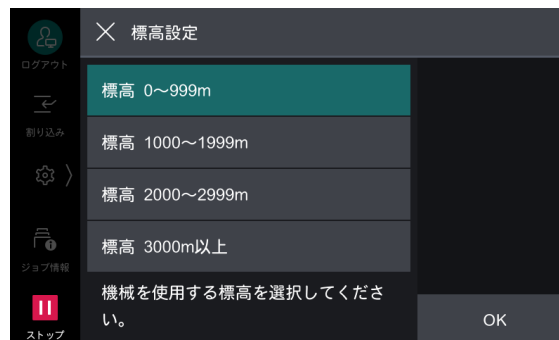 標高設定
ログアウト
標高 0～999m
割り込み
標高 1000～1999m
標高 2000～2999m
標高 3000m以上
ジョブ情報
機械を使用する標高を選択してくださ
い。
OK
ストップ